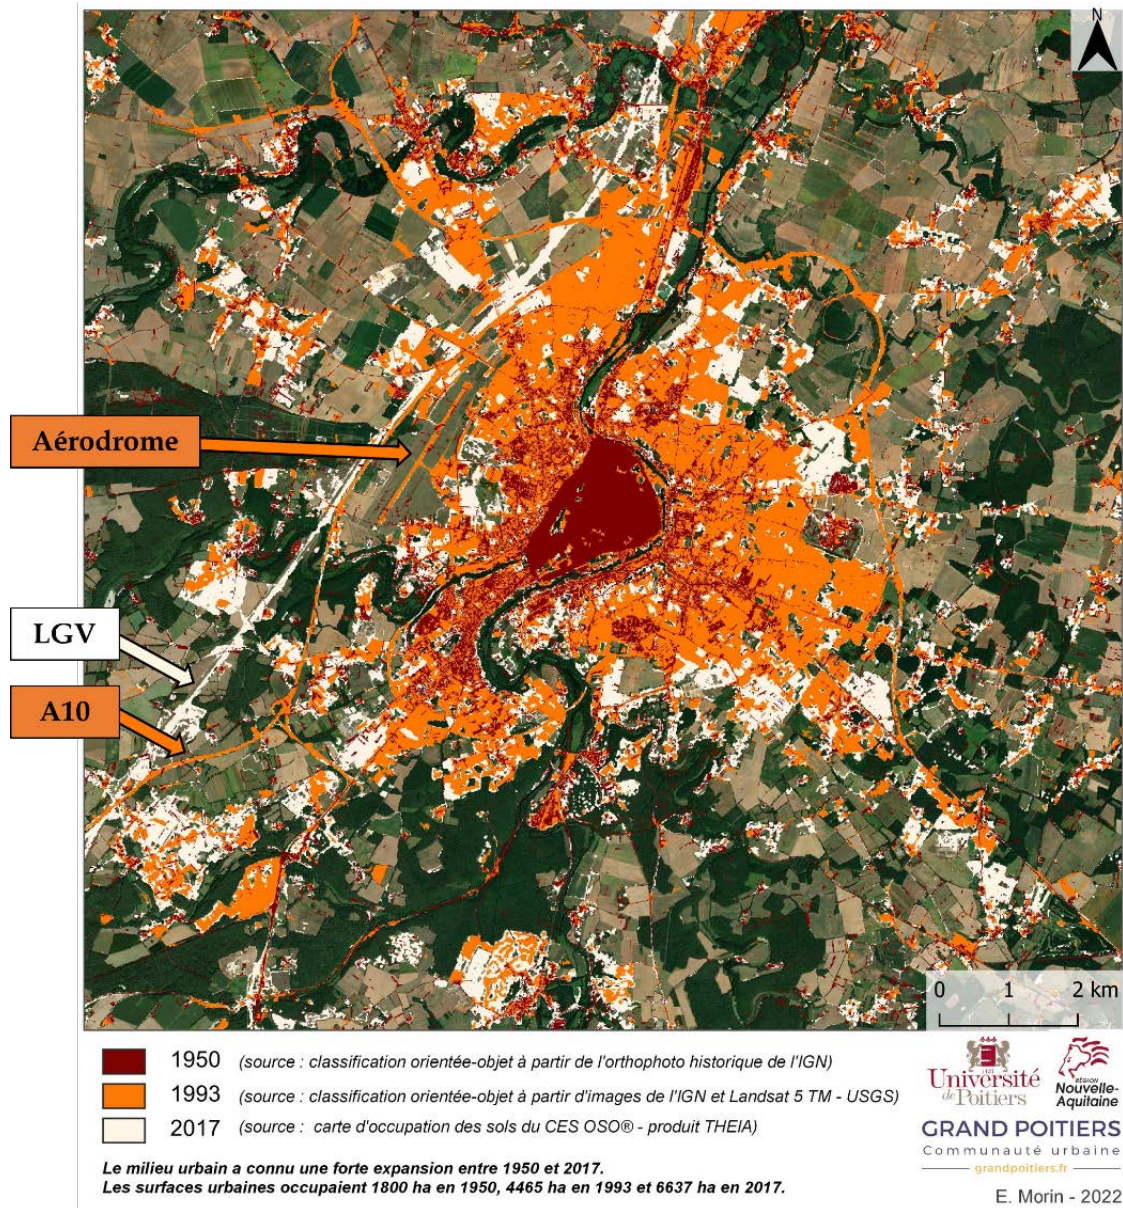 N
Aérodrome
LGV
A10
0 1 2 km
1950 (source : classification orientée-objet à partir de l'orthophoto historique de l'IGN)
1993 (source : classification orientée-objet à partir d'images de l'IGN et Landsat 5 TM - USGS)
2017 (source : carte d'occupation des sols du CES OSO® - produit THEIA)
Le milieu urbain a connu une forte expansion entre 1950 et 2017.
Les surfaces urbaines occupaient 1800 ha en 1950, 4465 ha en 1993 et 6637 ha en 2017.
Université
de Poitiers
RÉGION
Nouvelle-
Aquitaine
GRAND POITIERS
Communauté urbaine
grandpoitiers.fr
E. Morin - 2022